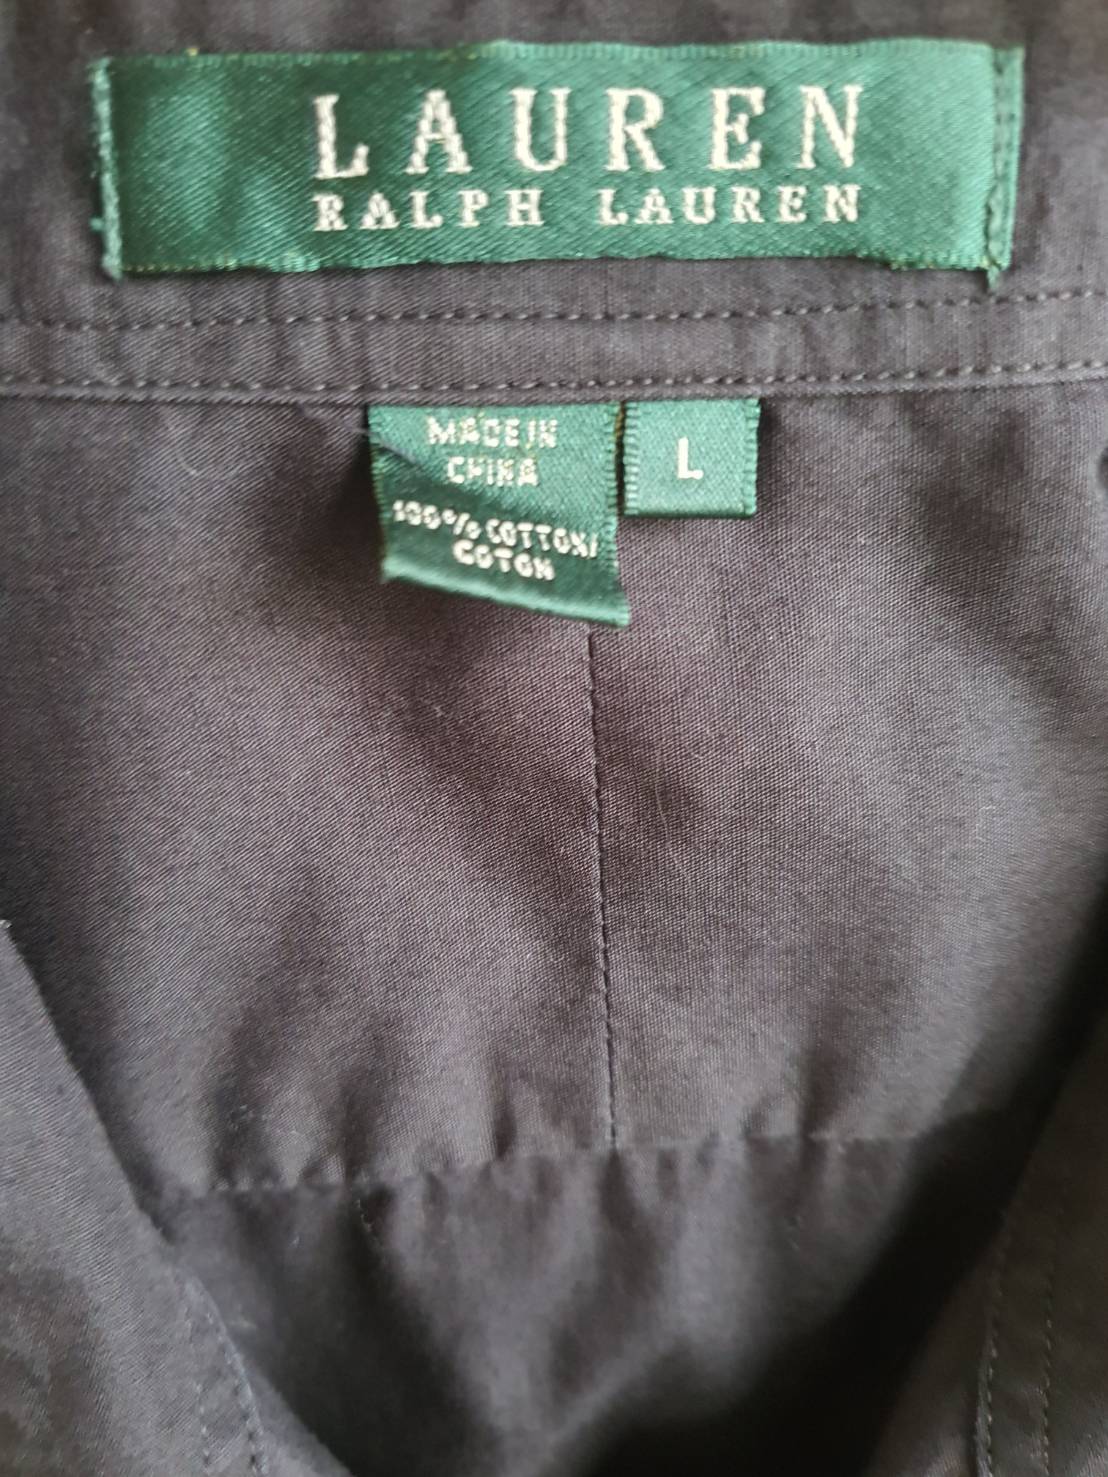 LAUREN
RALPH LAUREN
MADE IN
CHINA
100% COTTON/
COTON
L